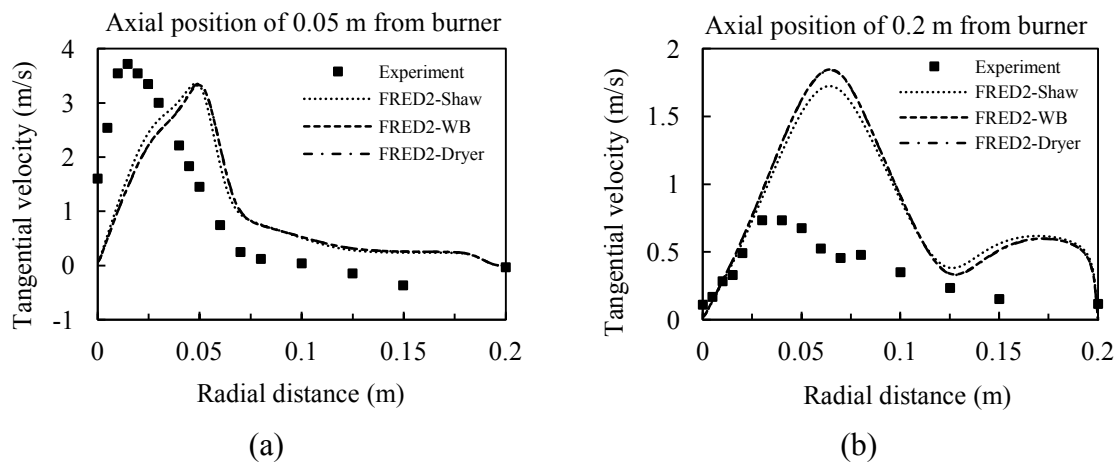 Axial position of 0.05 m from burner
4
3
2
1
0
-1
Tangential velocity (m/s)
Experiment
FRED2-Shaw
FRED2-WB
FRED2-Dryer
0 0.05 0.1 0.15 0.2
Radial distance (m)
(a)
Axial position of 0.2 m from burner
2
1.5
1
0.5
0
Tangential velocity (m/s)
Experiment
FRED2-Shaw
FRED2-WB
FRED2-Dryer
0 0.05 0.1 0.15 0.2
Radial distance (m)
(b)